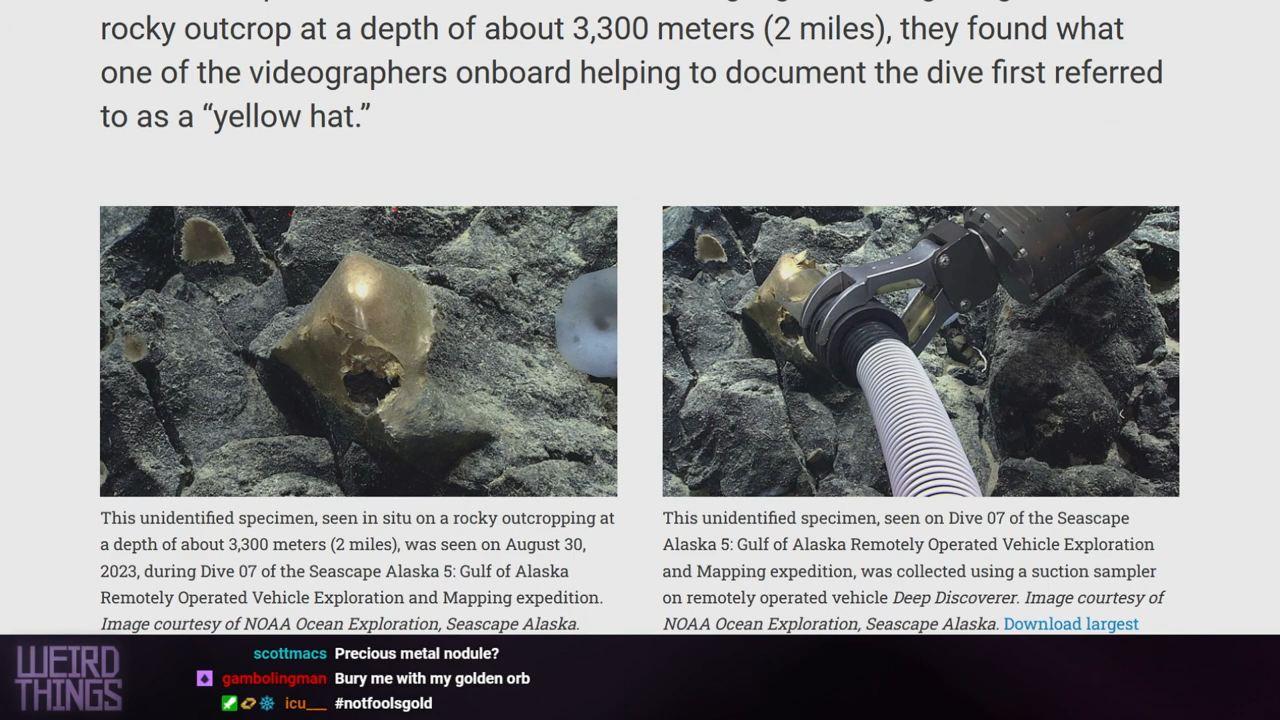 rocky outcrop at a depth of about 3,300 meters (2 miles), they found what
one of the videographers onboard helping to document the dive first referred
to as a “yellow hat.”
This unidentified specimen, seen in situ on a rocky outcropping at
a depth of about 3,300 meters (2 miles), was seen on August 30,
2023, during Dive 07 of the Seascape Alaska 5: Gulf of Alaska
Remotely Operated Vehicle Exploration and Mapping expedition.
Image courtesy of NOAA Ocean Exploration, Seascape Alaska.
This unidentified specimen, seen on Dive 07 of the Seascape
Alaska 5: Gulf of Alaska Remotely Operated Vehicle Exploration
and Mapping expedition, was collected using a suction sampler
on remotely operated vehicle Deep Discoverer. Image courtesy of
NOAA Ocean Exploration, Seascape Alaska. Download largest
WEIRD
THINGS
scottmacs Precious metal nodule?
gambolingman Bury me with my golden orb
icu___ #notfoolsgold